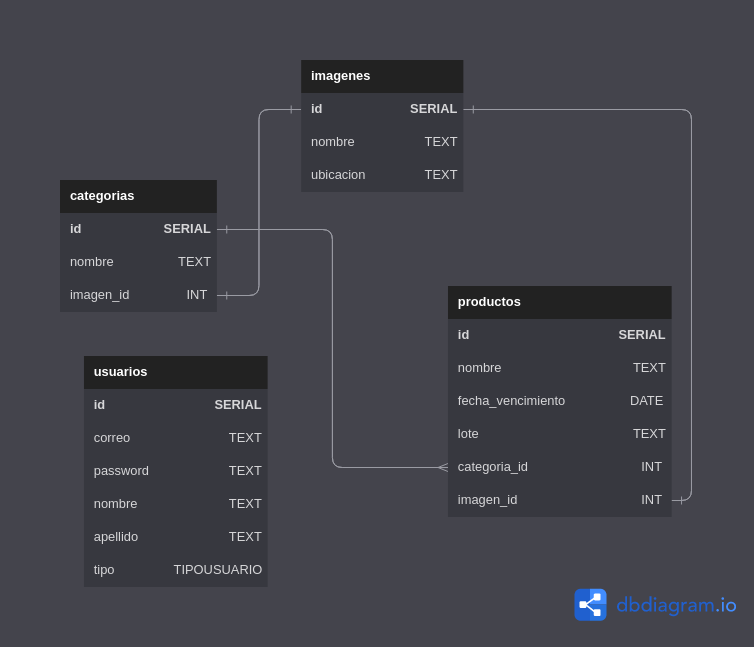 imagenes
id SERIAL
nombre TEXT
ubicacion TEXT
categorias
id SERIAL
nombre TEXT
imagen_id INT
productos
id SERIAL
nombre TEXT
fecha_vencimiento DATE
lote TEXT
categoria_id INT
imagen_id INT
usuarios
id SERIAL
correo TEXT
password TEXT
nombre TEXT
apellido TEXT
tipo TIPOUSUARIO
dbdiagram.io